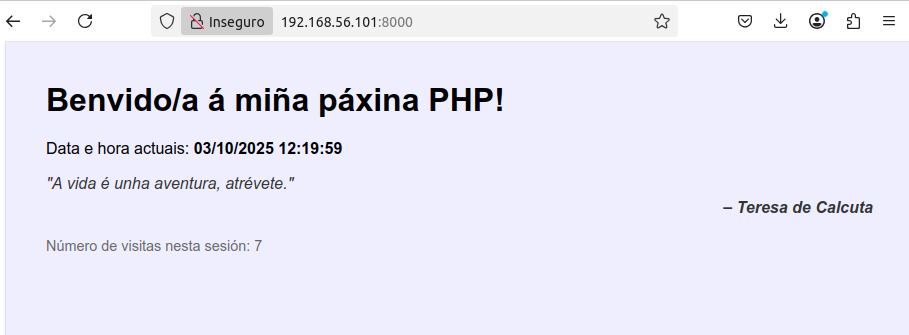 Inseguro
192.168.56.101:8000
Benvido/a á miña páxina PHP!
Data e hora actuais: 03/10/2025 12:19:59
"A vida é unha aventura, atrévete."
– Teresa de Calcuta
Número de visitas nesta sesión: 7